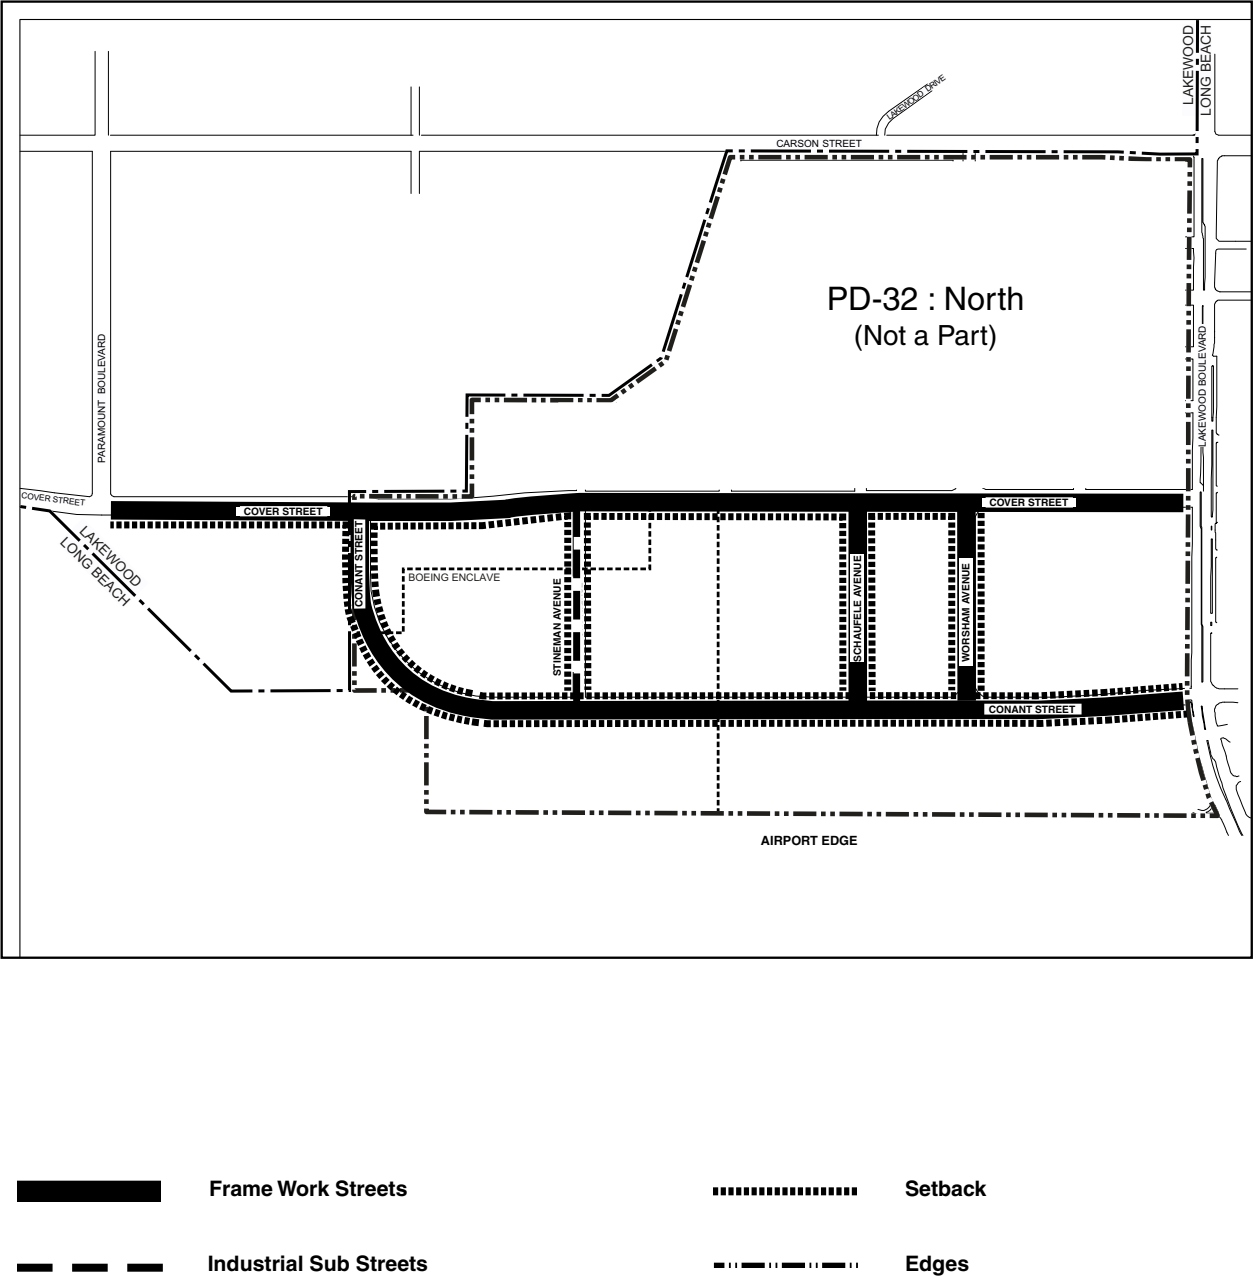 LAKEWOOD
LONG BEACH
LAKEWOOD DRIVE
CARSON STREET
PD-32 : North
(Not a Part)
PARAMOUNT BOULEVARD
LAKEWOOD BOULEVARD
COVER STREET
COVER STREET
COVER STREET
LAKEWOOD
LONG BEACH
CONANT STREET
BOEING ENCLAVE
STINEMAN AVENUE
SCHAUFELE AVENUE
WORSHAM AVENUE
CONANT STREET
AIRPORT EDGE
Frame Work Streets
Setback
Industrial Sub Streets
Edges